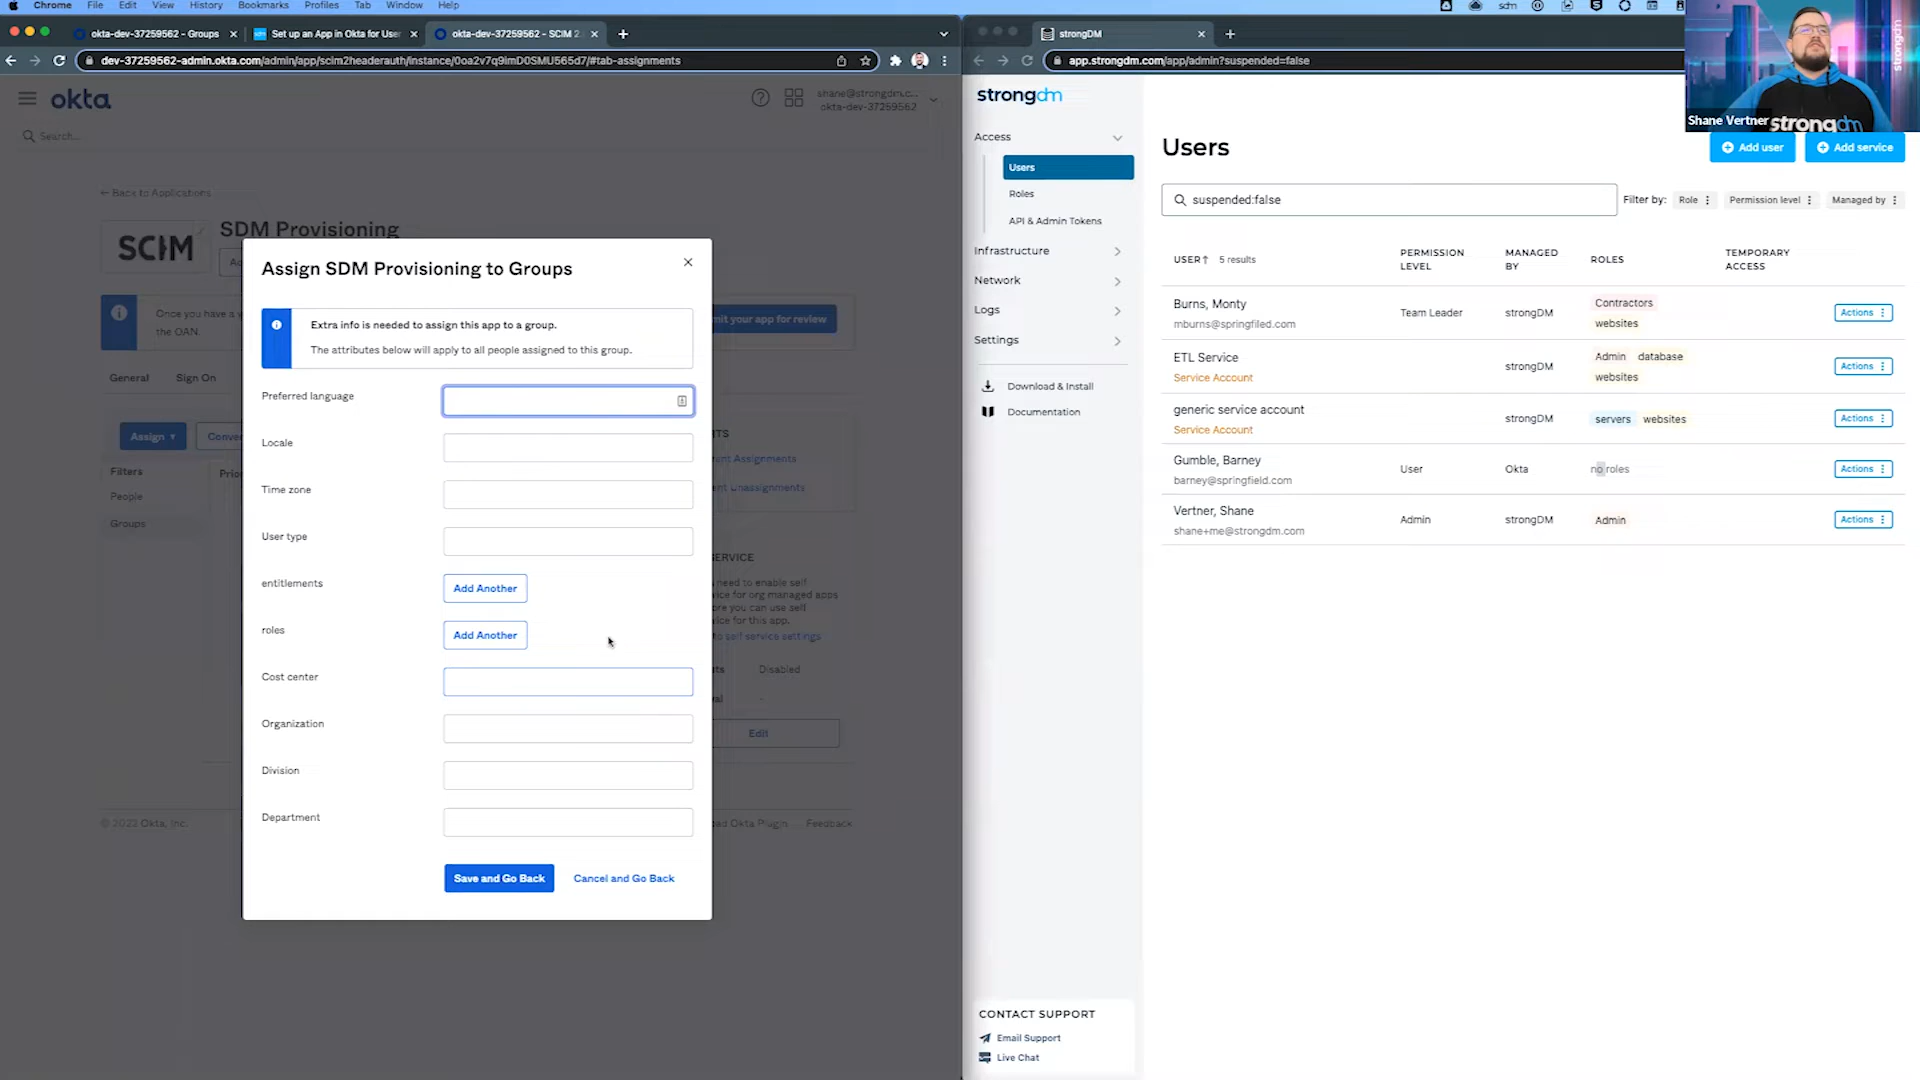 Chrome File Edit View History Bookmarks Profiles Tab Window Help
sdm
okta-dev-37259562 - Groups
Set up an App in Okta for User
okta-dev-37259562 - SCIM 2
dev-37259562-admin.okta.com/admin/app/scim2headerauth/instance/0oa2v7q9imD0SMU565d7/#tab-assignments
okta
shane@strongdm.c...
okta-dev-37259562
Search...
← Back to Applications
SCIM
SDM Provisioning
Once you have a
the OAN.
mit your app for review
General Sign On
Assign ▾
Conver
Filters
People
Groups
Prio
TS
nt Assignments
nt Unassignments
ERVICE
need to enable self
vice for org managed apps
ore you can use self
vice for this app.
to self service settings
ts Disabled
al -
Edit
© 2022 Okta, Inc.
ad Okta Plugin Feedback
Assign SDM Provisioning to Groups
Extra info is needed to assign this app to a group.
The attributes below will apply to all people assigned to this group.
Preferred language
Locale
Time zone
User type
entitlements Add Another
roles Add Another
Cost center
Organization
Division
Department
Save and Go Back Cancel and Go Back
strongDM
app.strongdm.com/app/admin?suspended=false
strongdm
Access
Users
Roles
API & Admin Tokens
Infrastructure
Network
Logs
Settings
Download & Install
Documentation
CONTACT SUPPORT
Email Support
Live Chat
Users
Add user
Add service
suspended:false
Filter by: Role Permission level Managed by
USER↑ 5 results
PERMISSION LEVEL
MANAGED BY
ROLES
TEMPORARY ACCESS
Burns, Monty
mburns@springfiled.com
Team Leader
strongDM
Contractors
websites
Actions
ETL Service
Service Account
strongDM
Admin database
websites
Actions
generic service account
Service Account
strongDM
servers websites
Actions
Gumble, Barney
barney@springfield.com
User
Okta
no roles
Actions
Vertner, Shane
shane+me@strongdm.com
Admin
strongDM
Admin
Actions
Shane Vertner
strongdm
strongdm